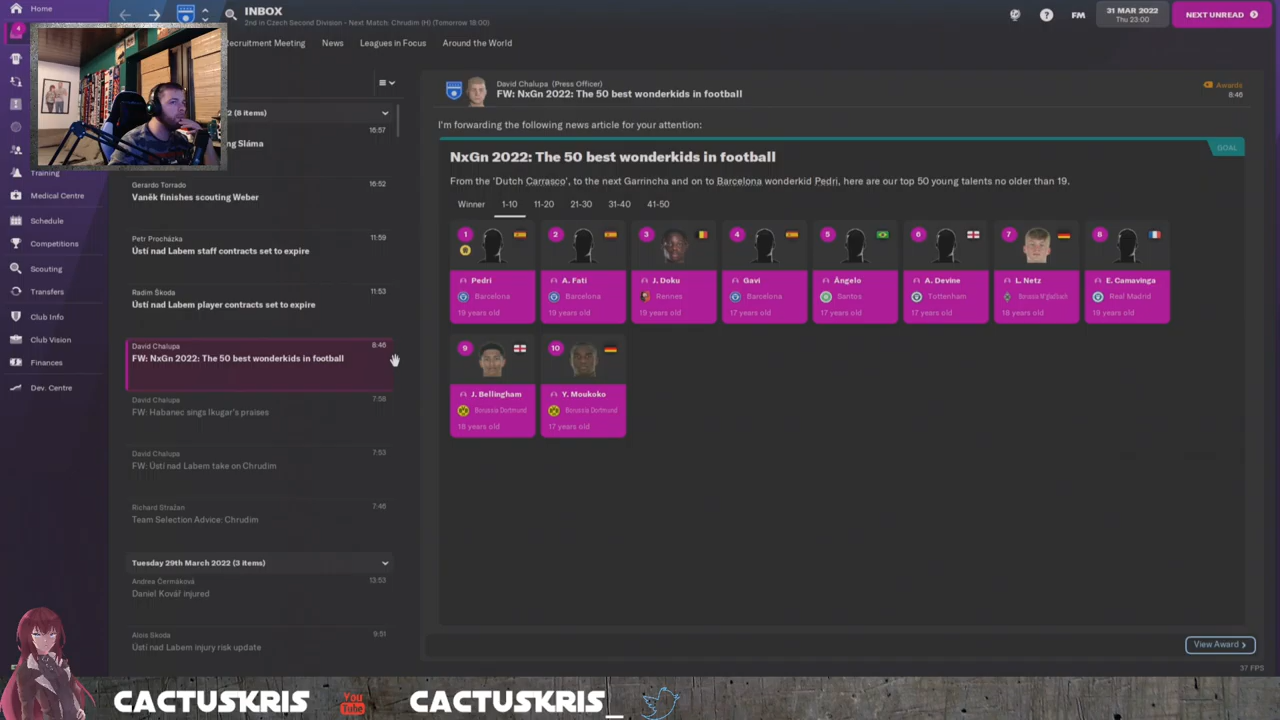 Home
INBOX
2nd in Czech Second Division - Next Match: Chrudim (H) (Tomorrow 18:00)
FM
31 MAR 2022
Thu 23:00
NEXT UNREAD
4
Recruitment Meeting
News
Leagues in Focus
Around the World
2 (8 items)
16:57
ng Sláma
Gerardo Torrado
16:52
Vaněk finishes scouting Weber
Petr Procházka
11:59
Ústí nad Labem staff contracts set to expire
Radim Škoda
11:53
Ústí nad Labem player contracts set to expire
David Chalupa
8:46
FW: NxGn 2022: The 50 best wonderkids in football
David Chalupa
7:58
FW: Habanec sings Ikugar's praises
David Chalupa
7:53
FW: Ústí nad Labem take on Chrudim
Richard Stražan
7:46
Team Selection Advice: Chrudim
Tuesday 29th March 2022 (3 items)
Andrea Čermáková
13:53
Daniel Kovář injured
Alois Skoda
9:51
Ústí nad Labem injury risk update
Training
Medical Centre
Schedule
Competitions
Scouting
Transfers
Club Info
Club Vision
Finances
Dev. Centre
David Chalupa (Press Officer)
FW: NxGn 2022: The 50 best wonderkids in football
Awards
8:46
I'm forwarding the following news article for your attention:
GOAL
NxGn 2022: The 50 best wonderkids in football
From the 'Dutch Carrasco', to the next Garrincha and on to Barcelona wonderkid Pedri, here are our top 50 young talents no older than 19.
Winner 1-10 11-20 21-30 31-40 41-50
1 2 3 4 5 6 7 8
Pedri A. Fati J. Doku Gavi Ângelo A. Devine L. Netz E. Camavinga
Barcelona Barcelona Rennes Barcelona Santos Tottenham Borussia M'gladbach Real Madrid
19 years old 19 years old 19 years old 17 years old 17 years old 17 years old 18 years old 19 years old
9 10
J. Bellingham Y. Moukoko
Borussia Dortmund Borussia Dortmund
18 years old 17 years old
View Award
37 FPS
CACTUSKRIS
You
Tube
CACTUSKRIS_